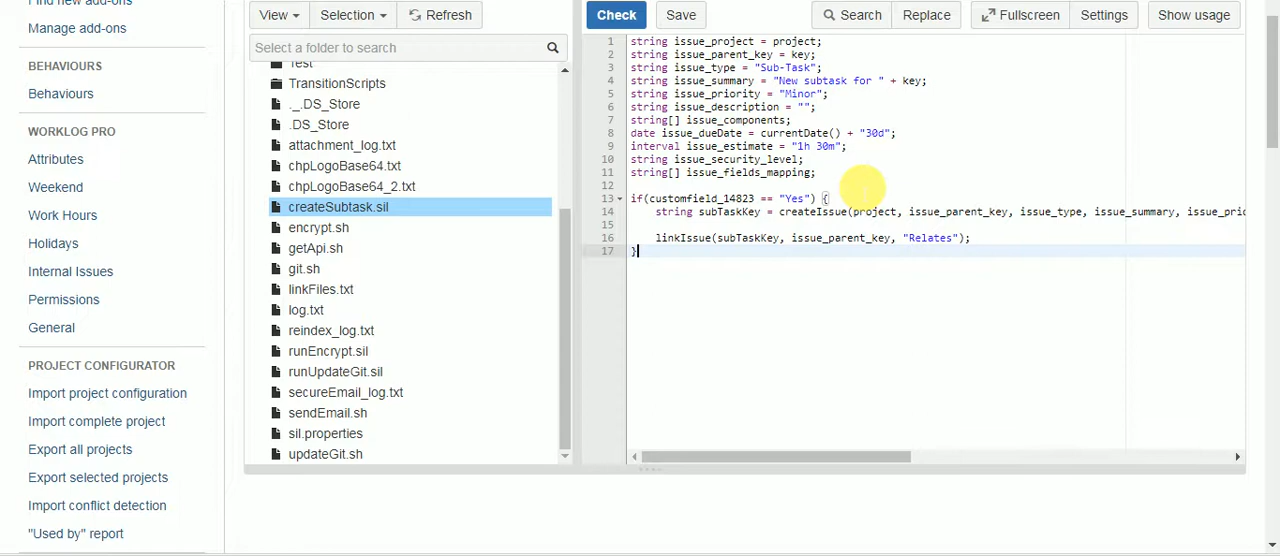 Find new add-ons
Manage add-ons
BEHAVIOURS
Behaviours
WORKLOG PRO
Attributes
Weekend
Work Hours
Holidays
Internal Issues
Permissions
General
PROJECT CONFIGURATOR
Import project configuration
Import complete project
Export all projects
Export selected projects
Import conflict detection
"Used by" report
View
Selection
Refresh
Select a folder to search
Test
TransitionScripts
._.DS_Store
.DS_Store
attachment_log.txt
chpLogoBase64.txt
chpLogoBase64_2.txt
createSubtask.sil
encrypt.sh
getApi.sh
git.sh
linkFiles.txt
log.txt
reindex_log.txt
runEncrypt.sil
runUpdateGit.sil
secureEmail_log.txt
sendEmail.sh
sil.properties
updateGit.sh
Check
Save
Search
Replace
Fullscreen
Settings
Show usage
1 string issue_project = project;
2 string issue_parent_key = key;
3 string issue_type = "Sub-Task";
4 string issue_summary = "New subtask for " + key;
5 string issue_priority = "Minor";
6 string issue_description = "";
7 string[] issue_components;
8 date issue_dueDate = currentDate() + "30d";
9 interval issue_estimate = "1h 30m";
10 string issue_security_level;
11 string[] issue_fields_mapping;
12
13 if(customfield_14823 == "Yes") {
14 string subTaskKey = createIssue(project, issue_parent_key, issue_type, issue_summary, issue_prio
15
16 linkIssue(subTaskKey, issue_parent_key, "Relates");
17 }